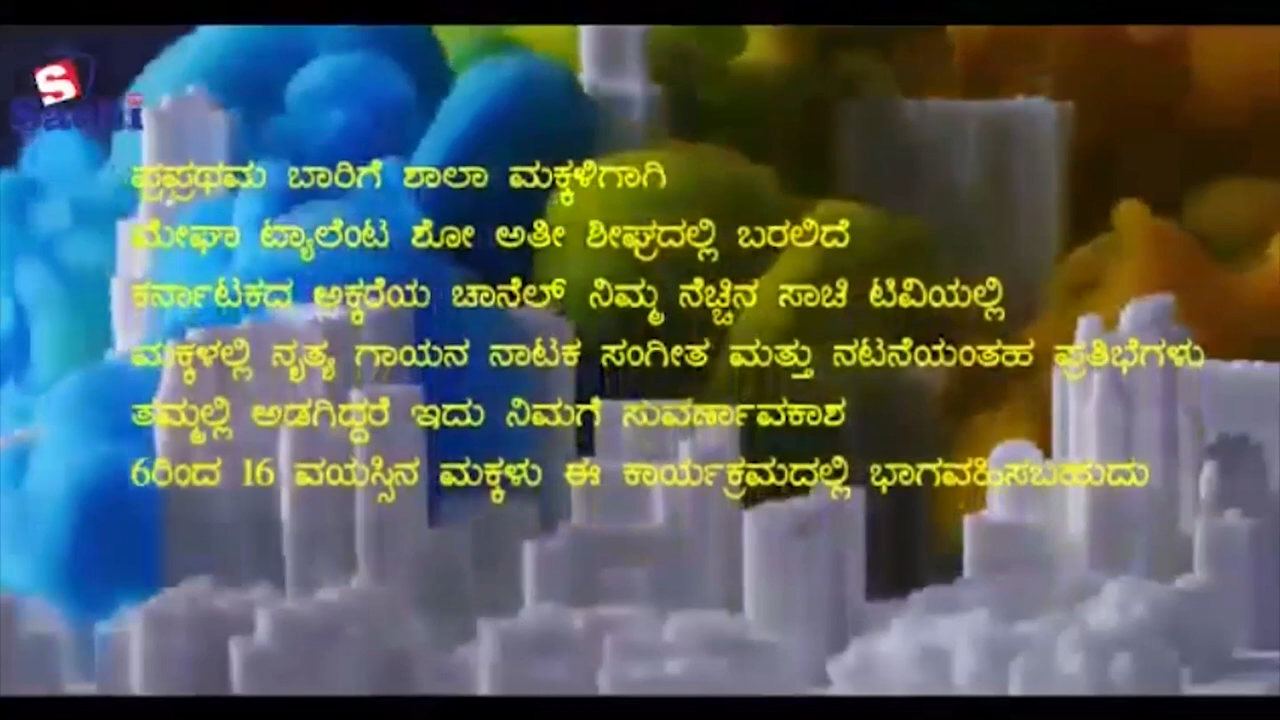 S
Sachi
ಪ್ರಪ್ರಥಮ ಬಾರಿಗೆ ಶಾಲಾ ಮಕ್ಕಳಿಗಾಗಿ
ಮೇಘಾ ಟ್ಯಾಲೆಂಟ ಶೋ ಅತೀ ಶೀಘ್ರದಲ್ಲಿ ಬರಲಿದೆ
ಕರ್ನಾಟಕದ ಅಕ್ಕರೆಯ ಚಾನೆಲ್ ನಿಮ್ಮ ನೆಚ್ಚಿನ ಸಾಚಿ ಟಿವಿಯಲ್ಲಿ
ಮಕ್ಕಳಲ್ಲಿ ನೃತ್ಯ ಗಾಯನ ನಾಟಕ ಸಂಗೀತ ಮತ್ತು ನಟನೆಯಂತಹ ಪ್ರತಿಭೆಗಳು
ತಮ್ಮಲ್ಲಿ ಅಡಗಿದ್ದರೆ ಇದು ನಿಮಗೆ ಸುವರ್ಣಾವಕಾಶ
6ರಿಂದ 16 ವಯಸ್ಸಿನ ಮಕ್ಕಳು ಈ ಕಾರ್ಯಕ್ರಮದಲ್ಲಿ ಭಾಗವಹಿಸಬಹುದು